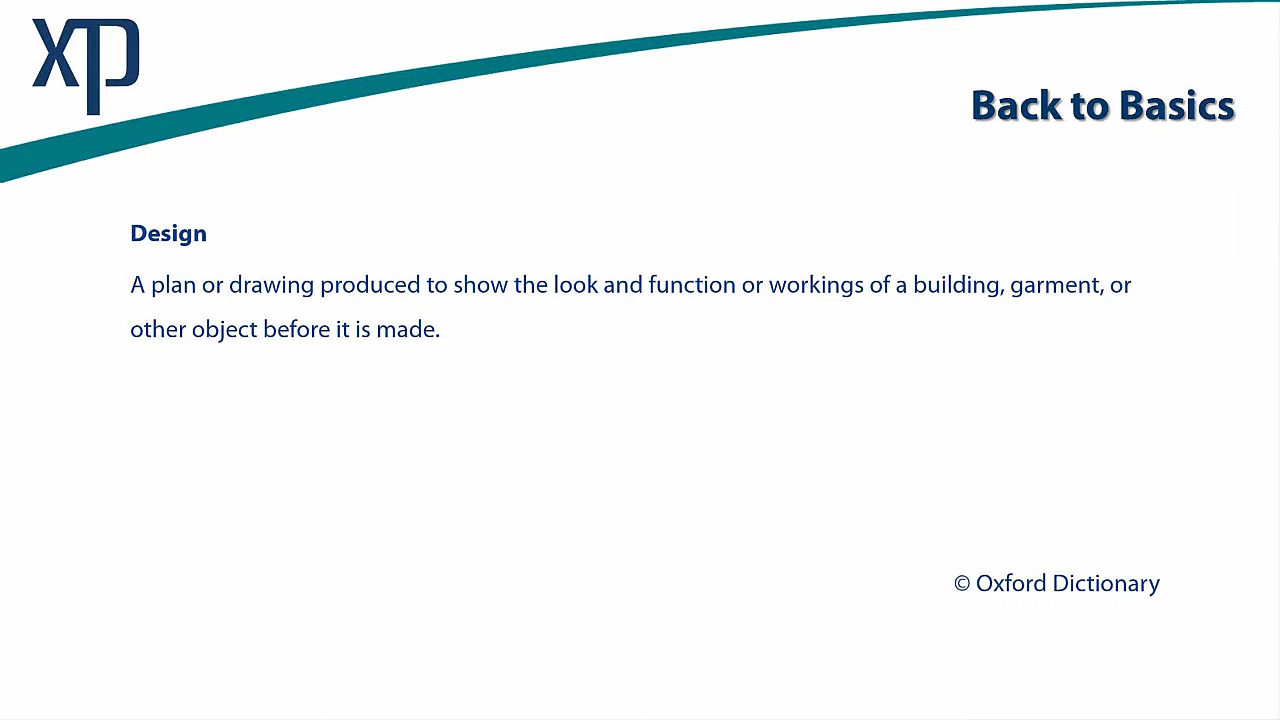 xp
Back to Basics
Design
A plan or drawing produced to show the look and function or workings of a building, garment, or
other object before it is made.
© Oxford Dictionary